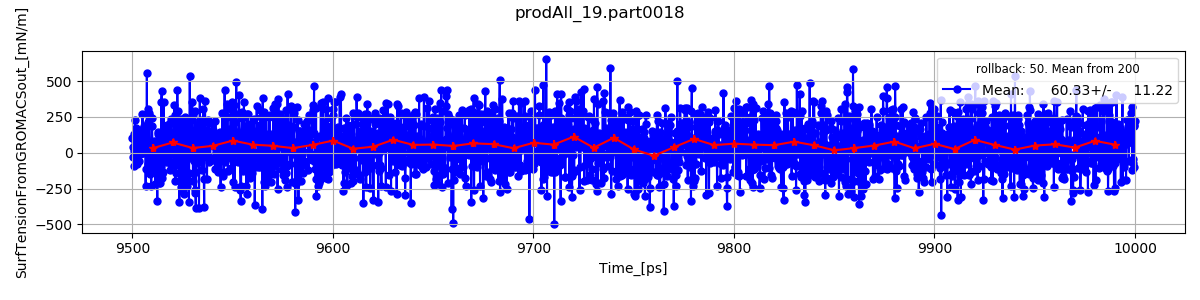 prodAll_19.part0018
SurfTensionFromGROMACSout_[mN/m]
500
250
0
−250
−500
rollback: 50. Mean from 200
Mean: 60.33+/- 11.22
9500 9600 9700 9800 9900 10000
Time_[ps]